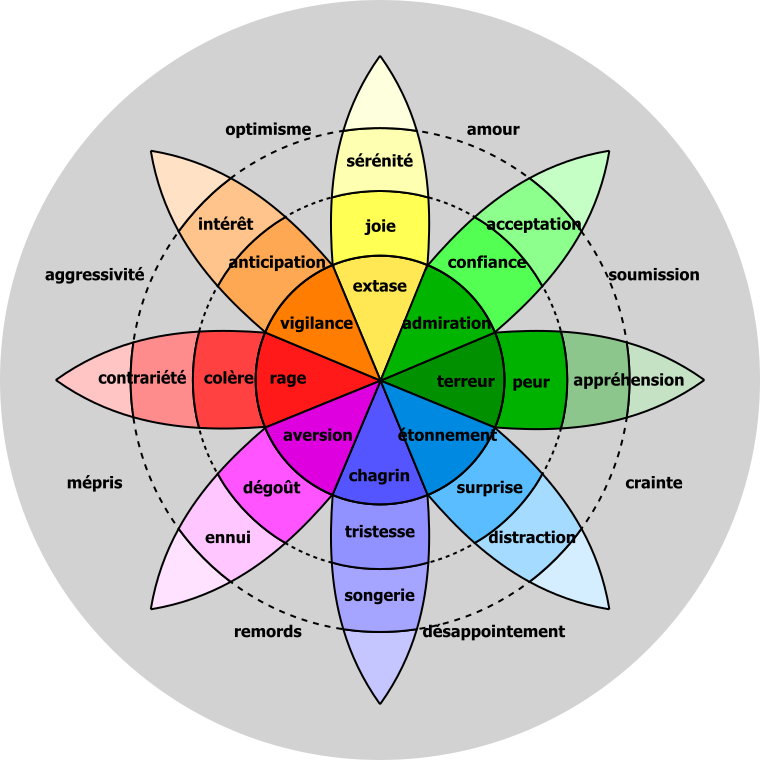 optimisme
amour
sérénité
intérêt
acceptation
joie
anticipation
confiance
aggressivité
soumission
extase
vigilance
admiration
contrariété
colère
rage
terreur
peur
appréhension
aversion
étonnement
chagrin
mépris
dégoût
surprise
crainte
tristesse
ennui
distraction
songerie
remords
désappointement